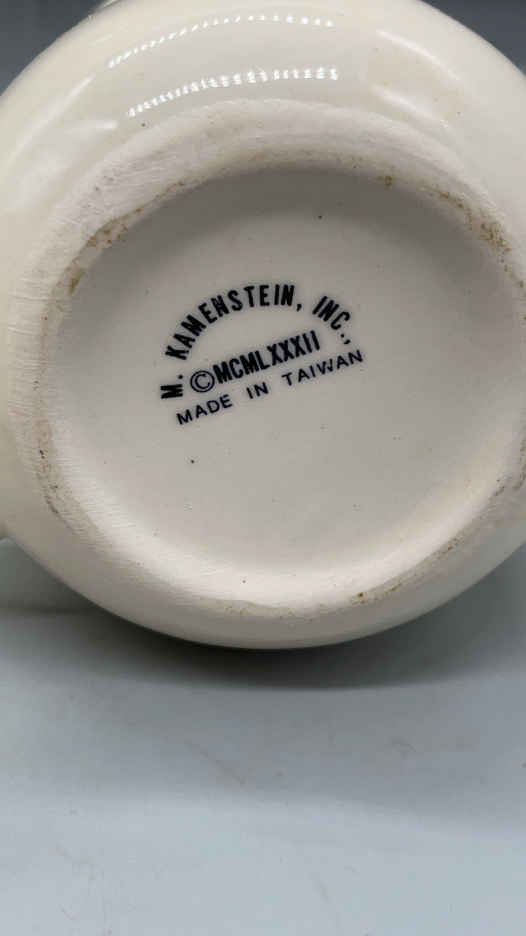 M. KAMENSTEIN, INC.,
©MCMLXXXII
MADE IN TAIWAN